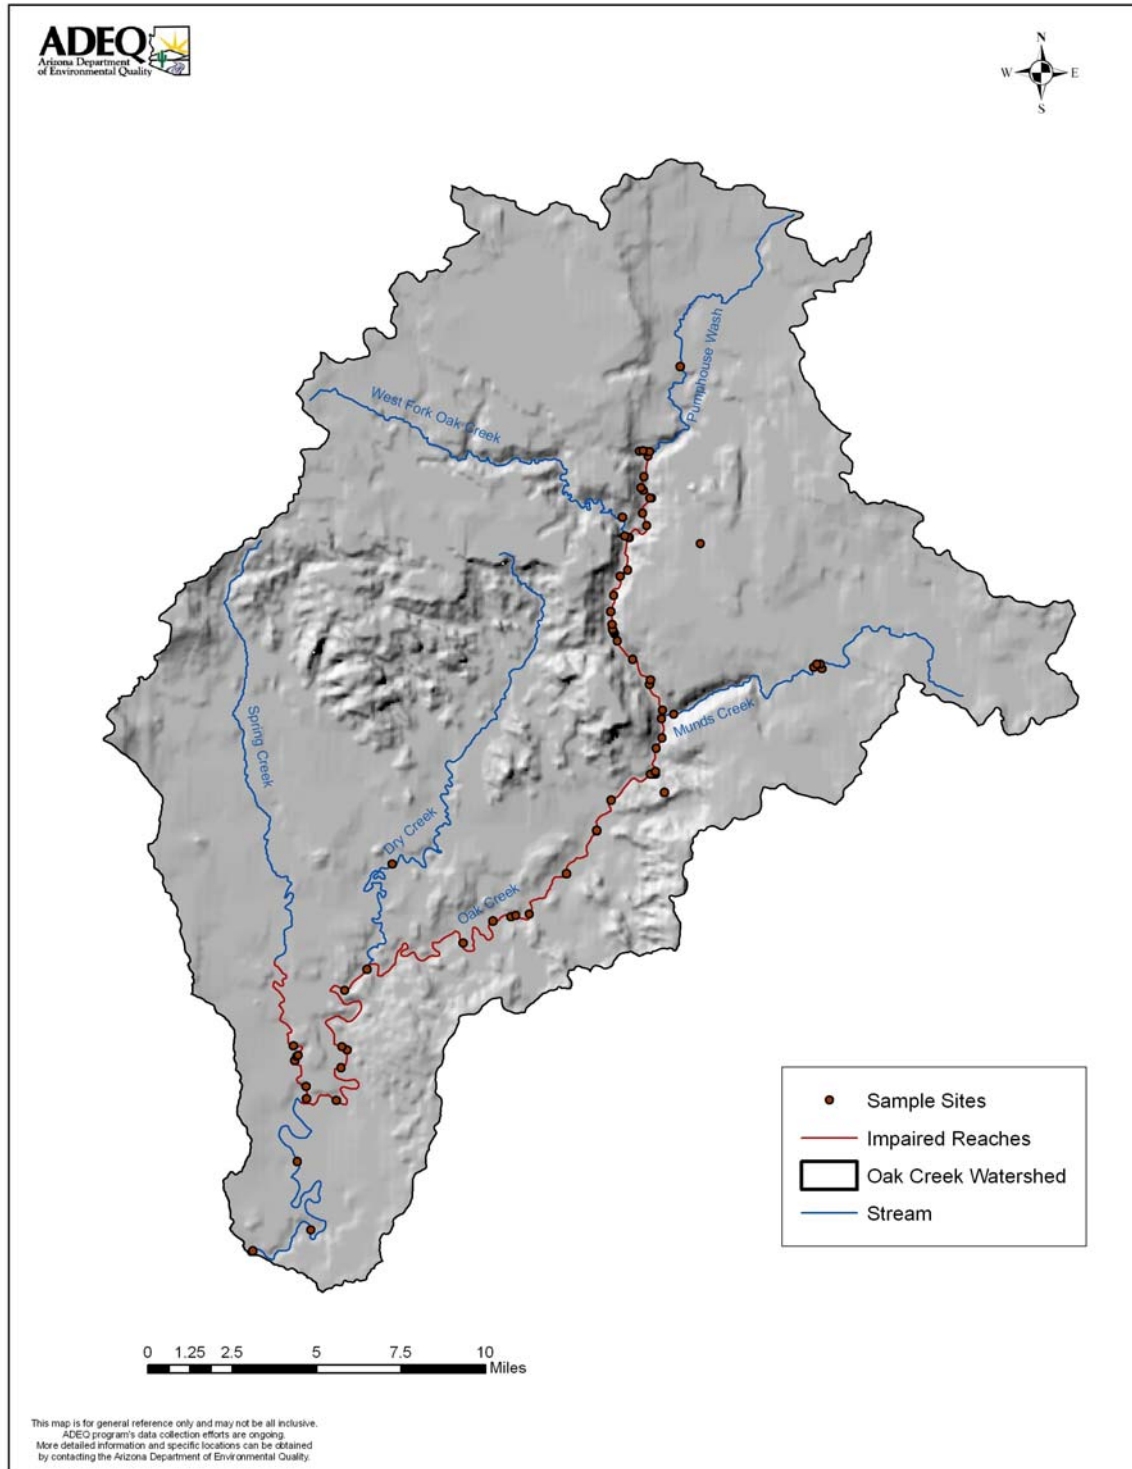 ADEQ
Arizona Department
of Environmental Quality
N
W E
S
Pumphouse Wash
West Fork Oak Creek
Munds Creek
Spring Creek
Dry Creek
Oak Creek
Sample Sites
Impaired Reaches
Oak Creek Watershed
Stream
0 1.25 2.5 5 7.5 10
Miles
This map is for general reference only and may not be all inclusive.
ADEQ program's data collection efforts are ongoing.
More detailed information and specific locations can be obtained
by contacting the Arizona Department of Environmental Quality.